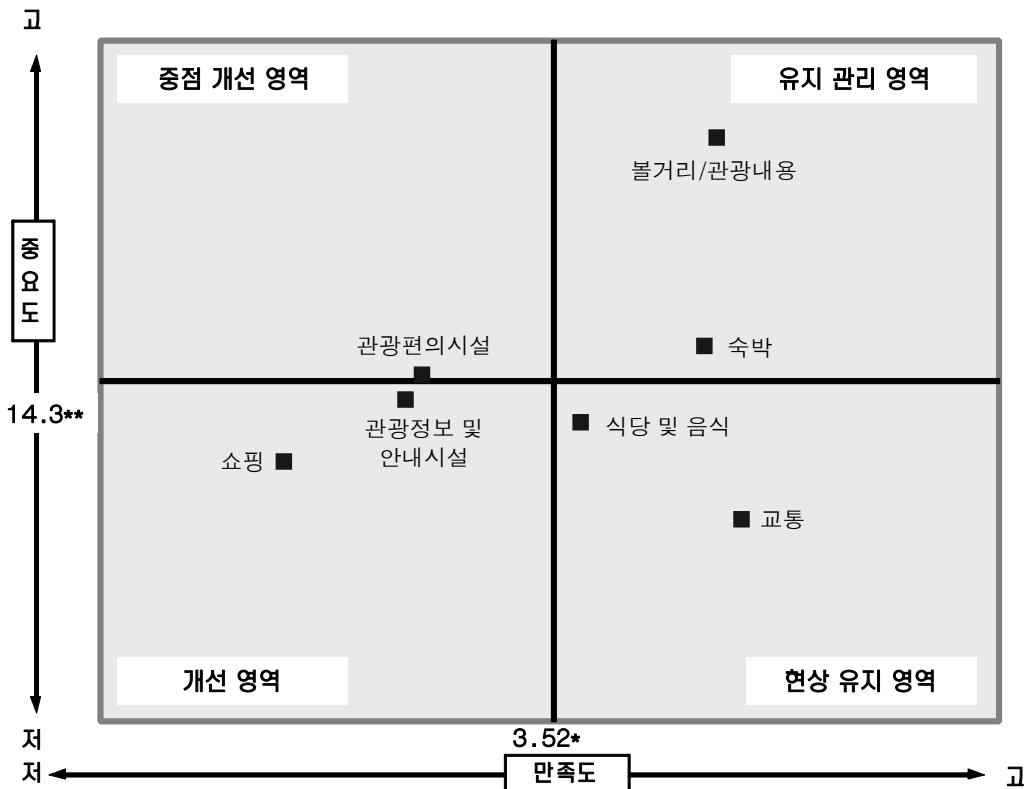 고
중점 개선 영역
유지 관리 영역
볼거리/관광내용
중
요
도
관광편의시설
숙박
14.3**
관광정보 및
안내시설
식당 및 음식
쇼핑
교통
개선 영역
현상 유지 영역
저
3.52*
저
만족도
고